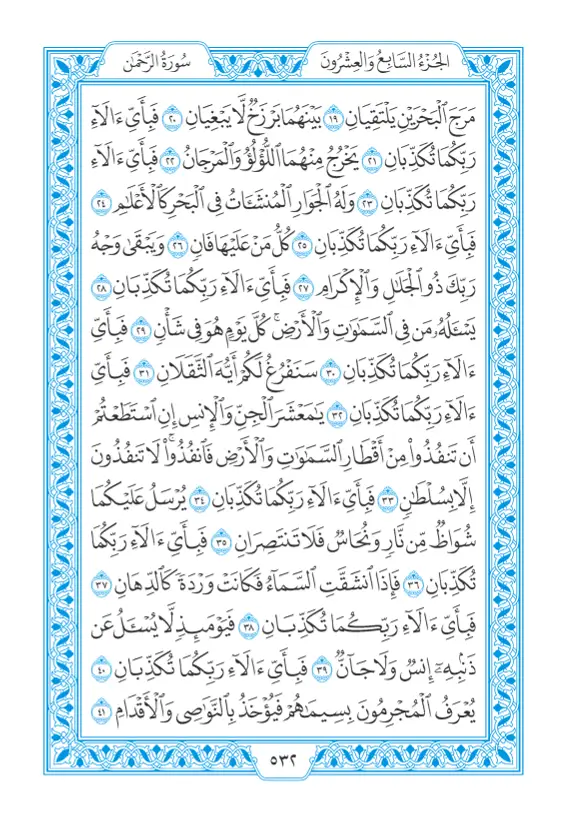 الجُزْءُ السَّابِعُ وَالعِشْرُونَ
سُورَةُ الرَّحْمَٰن
مَرَجَ ٱلْبَحْرَيْنِ يَلْتَقِيَانِ ١٩ بَيْنَهُمَا بَرْزَخٌ لَّا يَبْغِيَانِ ٢٠ فَبِأَيِّ ءَالَآءِ
رَبِّكُمَا تُكَذِّبَانِ ٢١ يَخْرُجُ مِنْهُمَا ٱللُّؤْلُؤُ وَٱلْمَرْجَانُ ٢٢ فَبِأَيِّ ءَالَآءِ
رَبِّكُمَا تُكَذِّبَانِ ٢٣ وَلَهُ ٱلْجَوَارِ ٱلْمُنشَـَٔاتُ فِى ٱلْبَحْرِ كَٱلْأَعْلَٰمِ ٢٤
فَبِأَيِّ ءَالَآءِ رَبِّكُمَا تُكَذِّبَانِ ٢٥ كُلُّ مَنْ عَلَيْهَا فَانٍ ٢٦ وَيَبْقَىٰ وَجْهُ
رَبِّكَ ذُو ٱلْجَلَٰلِ وَٱلْإِكْرَامِ ٢٧ فَبِأَيِّ ءَالَآءِ رَبِّكُمَا تُكَذِّبَانِ ٢٨
يَسْـَٔلُهُۥ مَن فِى ٱلسَّمَٰوَٰتِ وَٱلْأَرْضِ ۚ كُلَّ يَوْمٍ هُوَ فِى شَأْنٍ ٢٩ فَبِأَيِّ
ءَالَآءِ رَبِّكُمَا تُكَذِّبَانِ ٣٠ سَنَفْرُغُ لَكُمْ أَيُّهَ ٱلثَّقَلَانِ ٣١ فَبِأَيِّ
ءَالَآءِ رَبِّكُمَا تُكَذِّبَانِ ٣٢ يَٰمَعْشَرَ ٱلْجِنِّ وَٱلْإِنسِ إِنِ ٱسْتَطَعْتُمْ
أَن تَنفُذُوا۟ مِنْ أَقْطَارِ ٱلسَّمَٰوَٰتِ وَٱلْأَرْضِ فَٱنفُذُوا۟ ۚ لَا تَنفُذُونَ
إِلَّا بِسُلْطَٰنٍ ٣٣ فَبِأَيِّ ءَالَآءِ رَبِّكُمَا تُكَذِّبَانِ ٣٤ يُرْسَلُ عَلَيْكُمَا
شُوَاظٌ مِّن نَّارٍ وَنُحَاسٌ فَلَا تَنتَصِرَانِ ٣٥ فَبِأَيِّ ءَالَآءِ رَبِّكُمَا
تُكَذِّبَانِ ٣٦ فَإِذَا ٱنشَقَّتِ ٱلسَّمَآءُ فَكَانَتْ وَرْدَةً كَٱلدِّهَانِ ٣٧
فَبِأَيِّ ءَالَآءِ رَبِّكُمَا تُكَذِّبَانِ ٣٨ فَيَوْمَئِذٍ لَّا يُسْـَٔلُ عَن
ذَنۢبِهِۦٓ إِنسٌ وَلَا جَآنٌّ ٣٩ فَبِأَيِّ ءَالَآءِ رَبِّكُمَا تُكَذِّبَانِ ٤٠
يُعْرَفُ ٱلْمُجْرِمُونَ بِسِيمَٰهُمْ فَيُؤْخَذُ بِٱلنَّوَٰصِى وَٱلْأَقْدَامِ ٤١
٥٣٢